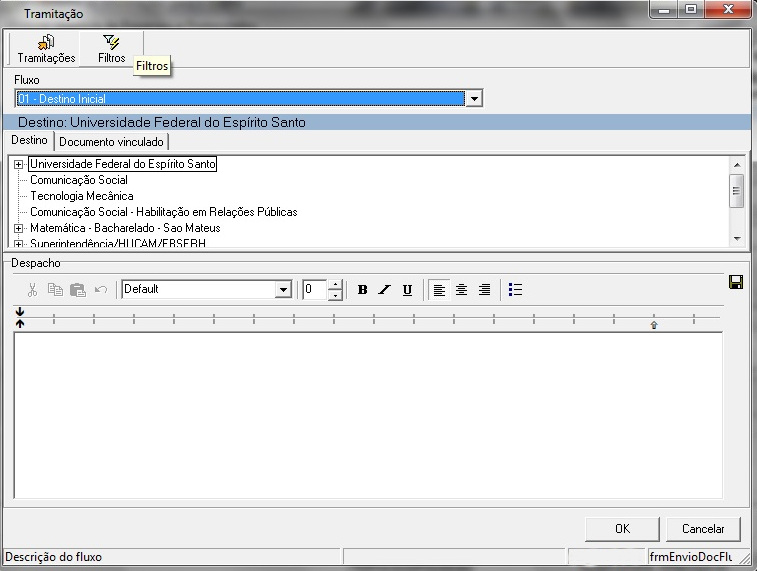 Tramitação
Tramitações
Filtros
Filtros
Fluxo
01 - Destino Inicial
Destino: Universidade Federal do Espírito Santo
Destino
Documento vinculado
Universidade Federal do Espírito Santo
Comunicação Social
Tecnologia Mecânica
Comunicação Social - Habilitação em Relações Públicas
Matemática - Bacharelado - Sao Mateus
Superintendência/HUCAM/EBSERH
Despacho
Default
0
B I U
OK
Cancelar
Descrição do fluxo
frmEnvioDocFlu